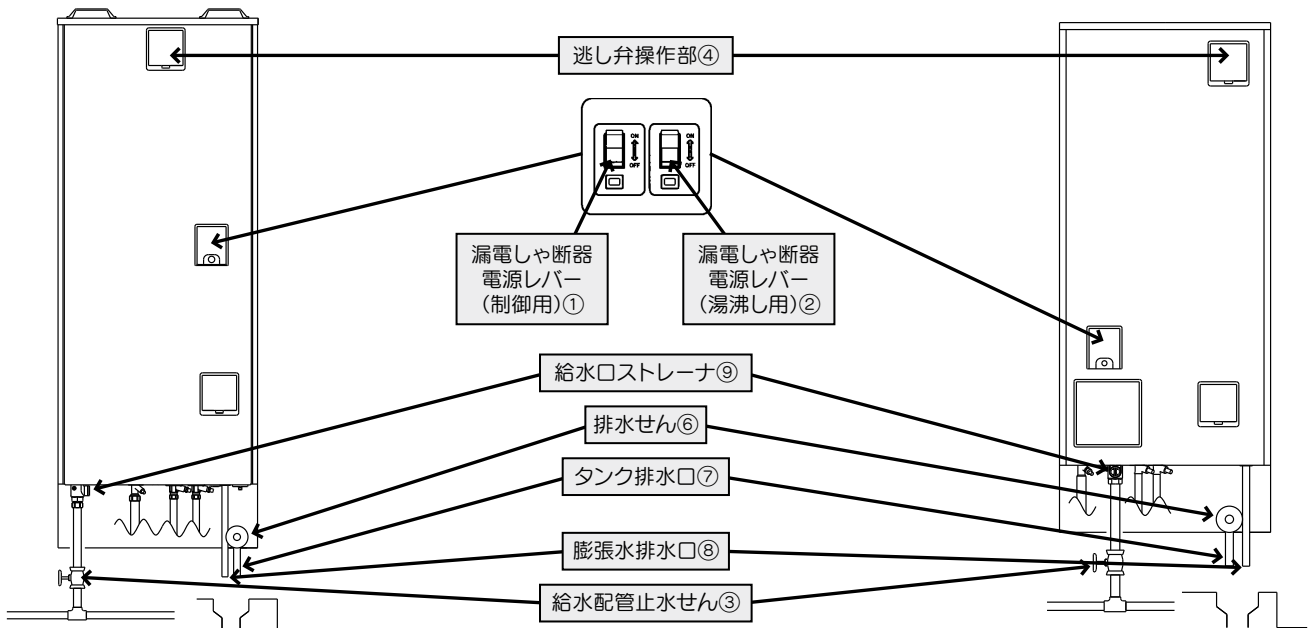 逃し弁操作部④
ON
OFF
ON
OFF
漏電しゃ断器
電源レバー
(制御用)①
漏電しゃ断器
電源レバー
(湯沸し用)②
給水口ストレーナ⑨
排水せん⑥
タンク排水口⑦
膨張水排水口⑧
給水配管止水せん③